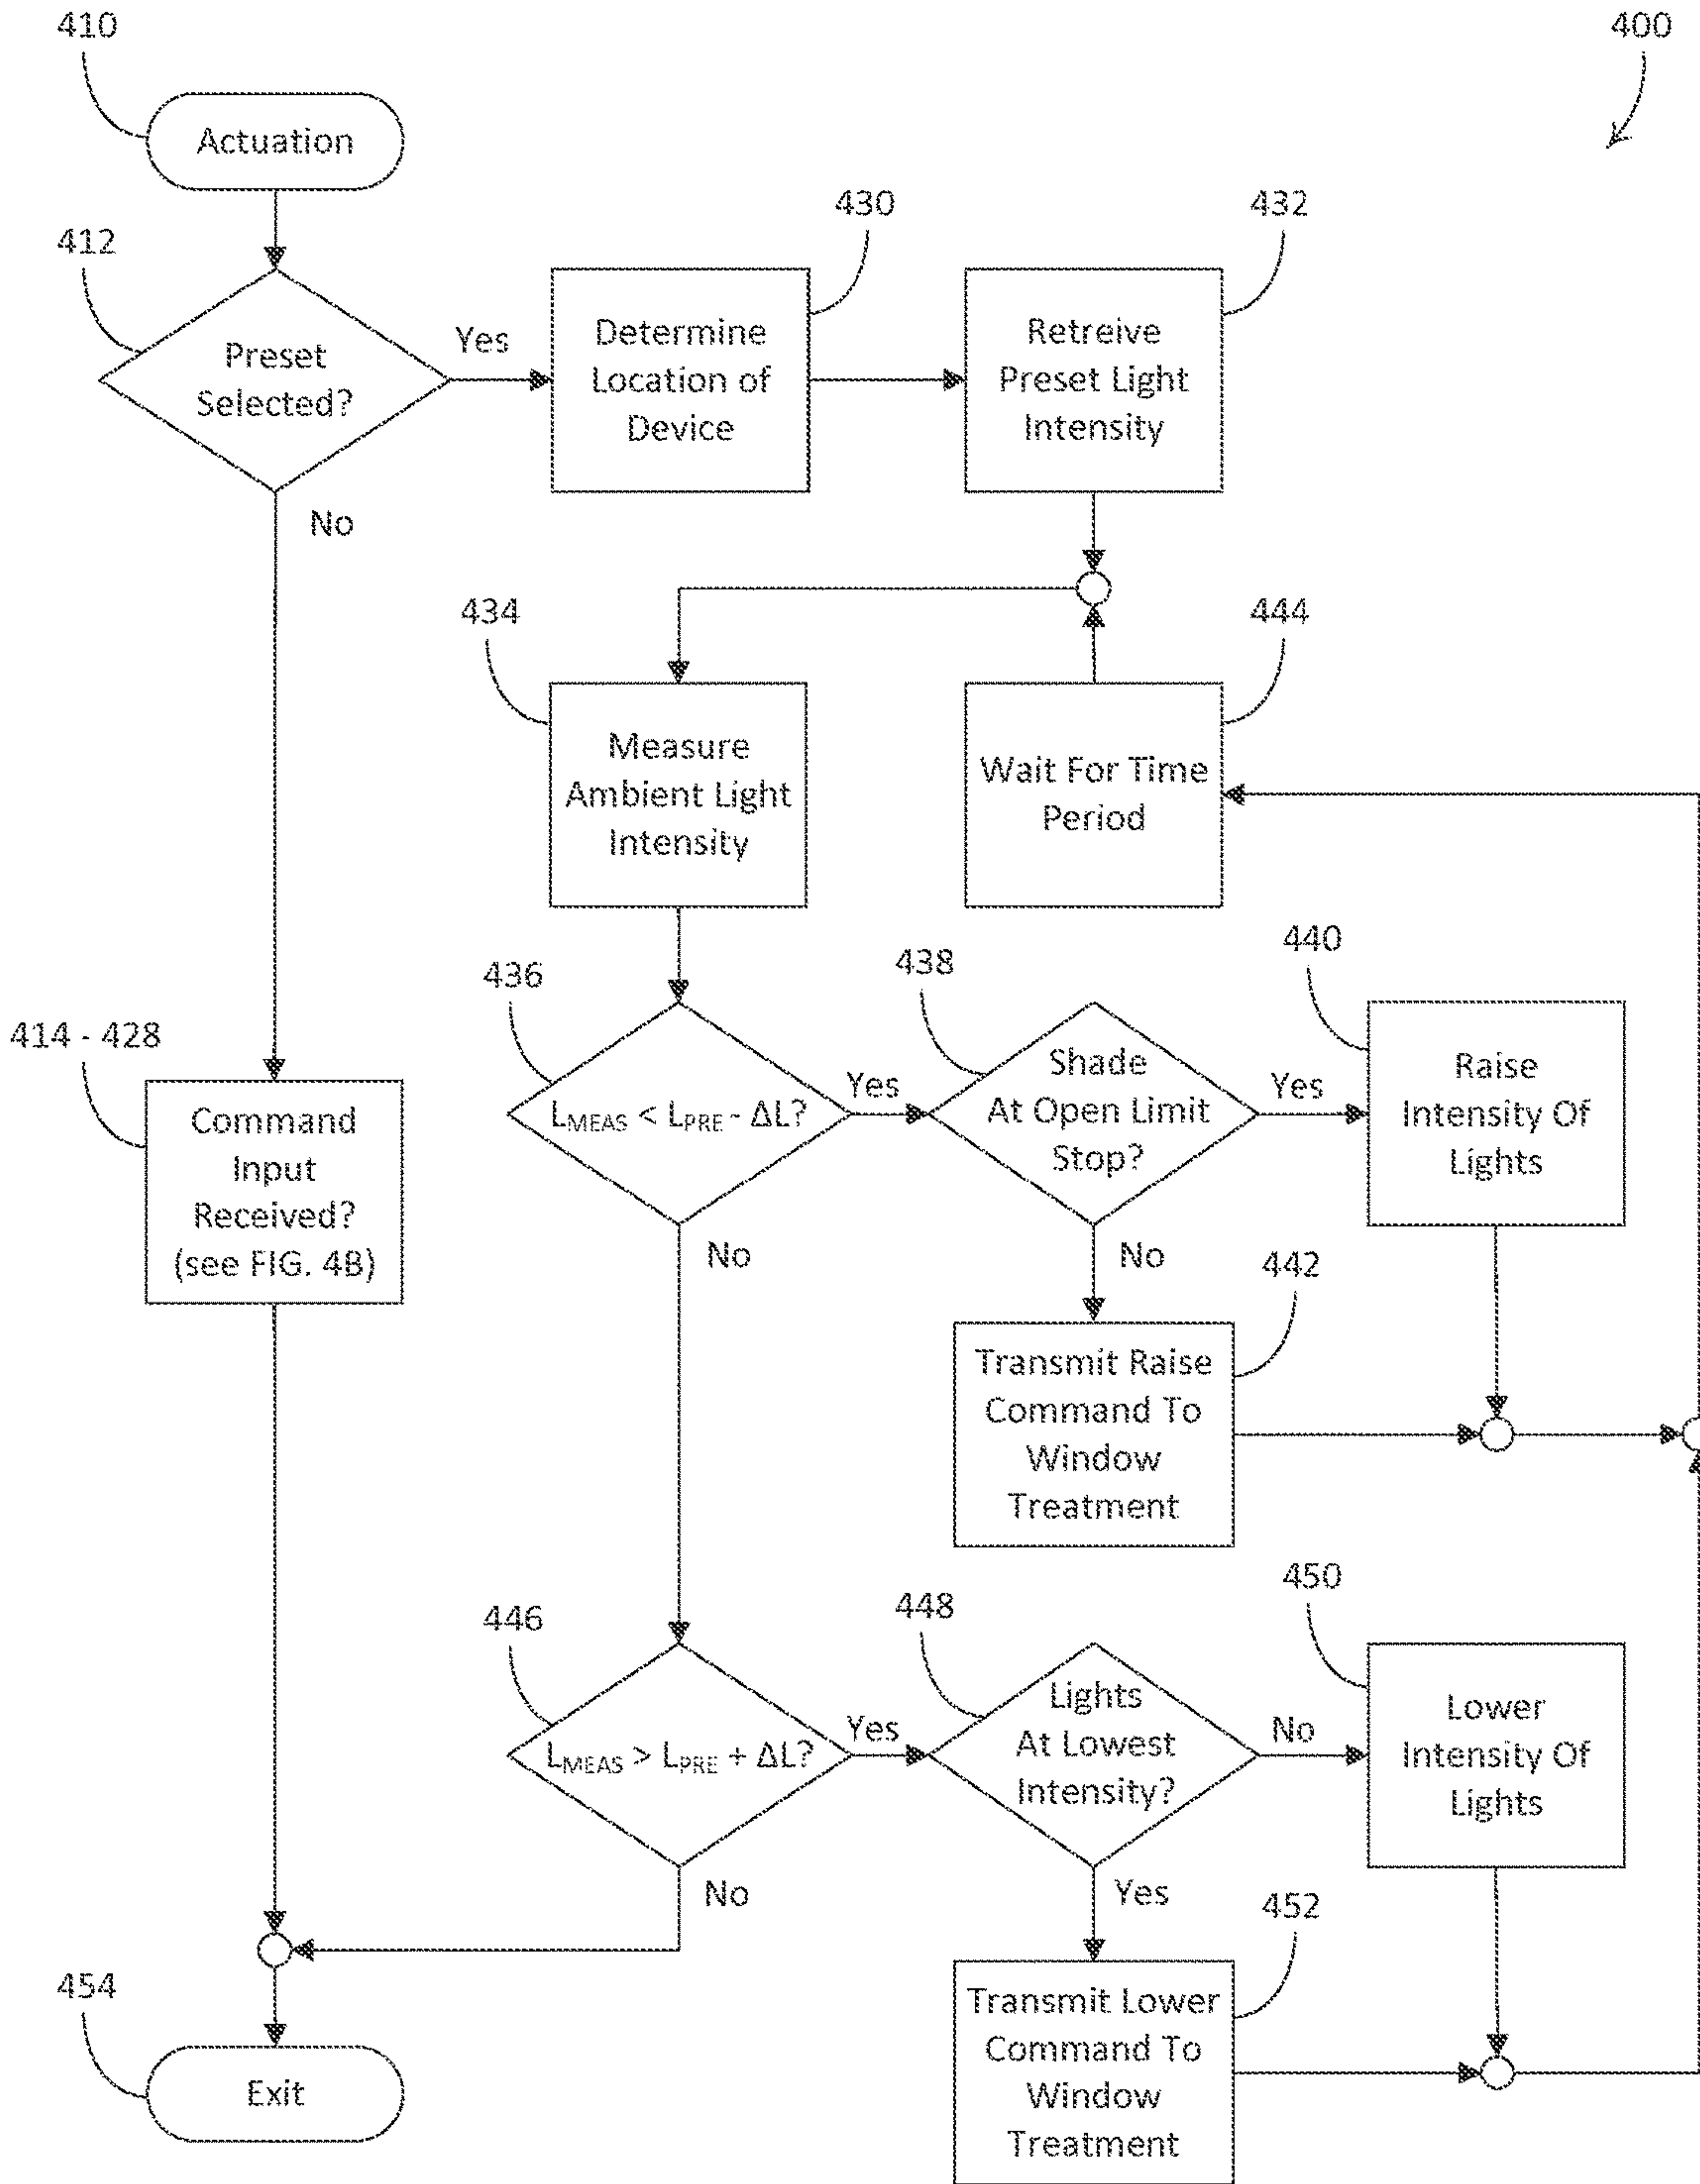 410
400
Actuation
412
430
432
Preset
Selected?
Yes
Determine
Location of
Device
Retreive
Preset Light
Intensity
No
434
444
Measure
Ambient Light
Intensity
Wait For Time
Period
414 - 428
Command
Input
Received?
(see FIG. 4B)
436
438
440
L_MEAS < L_PRE - ΔL?
Yes
Shade
At Open Limit
Stop?
Yes
Raise
Intensity Of
Lights
No
No
442
Transmit Raise
Command To
Window
Treatment
446
448
450
L_MEAS > L_PRE + ΔL?
Yes
Lights
At Lowest
Intensity?
No
Lower
Intensity Of
Lights
No
Yes
452
Transmit Lower
Command To
Window
Treatment
454
Exit